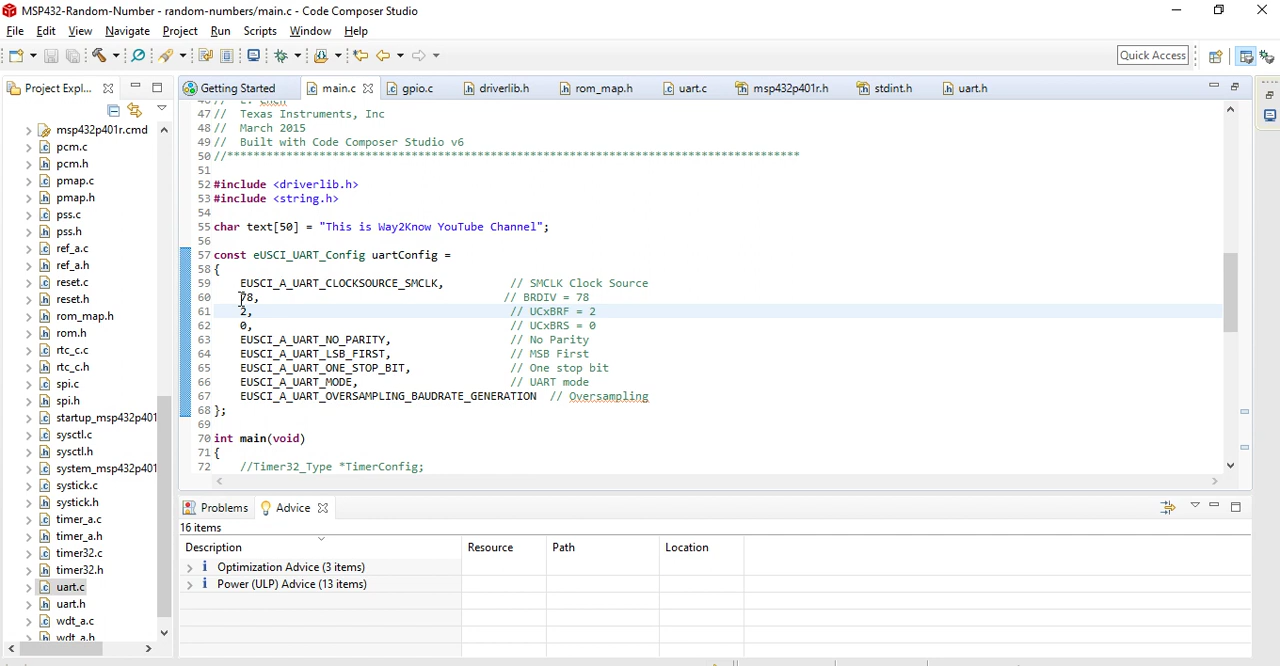 MSP432-Random-Number - random-numbers/main.c - Code Composer Studio
File Edit View Navigate Project Run Scripts Window Help
Quick Access
Project Expl...
Getting Started main.c gpio.c driverlib.h rom_map.h uart.c msp432p401r.h stdint.h uart.h
msp432p401r.cmd
pcm.c
pcm.h
pmap.c
pmap.h
pss.c
pss.h
ref_a.c
ref_a.h
reset.c
reset.h
rom_map.h
rom.h
rtc_c.c
rtc_c.h
spi.c
spi.h
startup_msp432p401
sysctl.c
sysctl.h
system_msp432p401
systick.c
systick.h
timer_a.c
timer_a.h
timer32.c
timer32.h
uart.c
uart.h
wdt_a.c
wdt_a.h
47 // Texas Instruments, Inc
48 // March 2015
49 // Built with Code Composer Studio v6
50 //******************************************************************************
51
52 #include <driverlib.h>
53 #include <string.h>
54
55 char text[50] = "This is Way2Know YouTube Channel";
56
57 const eUSCI_UART_Config uartConfig =
58 {
59 EUSCI_A_UART_CLOCKSOURCE_SMCLK, // SMCLK Clock Source
60 78, // BRDIV = 78
61 2, // UCxBRF = 2
62 0, // UCxBRS = 0
63 EUSCI_A_UART_NO_PARITY, // No Parity
64 EUSCI_A_UART_LSB_FIRST, // MSB First
65 EUSCI_A_UART_ONE_STOP_BIT, // One stop bit
66 EUSCI_A_UART_MODE, // UART mode
67 EUSCI_A_UART_OVERSAMPLING_BAUDRATE_GENERATION // Oversampling
68 };
69
70 int main(void)
71 {
72 //Timer32_Type *TimerConfig;
Problems Advice
16 items
Description Resource Path Location
Optimization Advice (3 items)
Power (ULP) Advice (13 items)